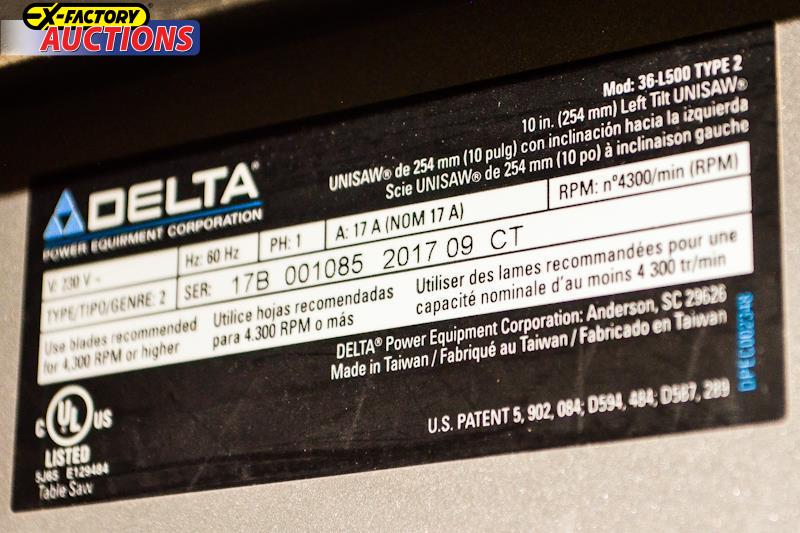 X-FACTORY
AUCTIONS
Mod: 36-L500 TYPE 2
10 in. (254 mm) Left Tilt UNISAW®
UNISAW® de 254 mm (10 pulg) con inclinación hacia la izquierda
Scie UNISAW® de 254 mm (10 po) à inclinaison gauche
DELTA®
POWER EQUIPMENT CORPORATION
V: 230 V ~ Hz: 60 Hz PH: 1 A: 17 A (NOM 17 A) RPM: n°4300/min (RPM)
TYPE/TIPO/GENRE: 2 SER: 17B 001085 2017 09 CT
Use blades recommended
for 4,300 RPM or higher
Utilice hojas recomendadas
para 4.300 RPM o más
Utiliser des lames recommandées pour une
capacité nominale d'au moins 4 300 tr/min
DELTA® Power Equipment Corporation: Anderson, SC 29626
Made in Taiwan / Fabriqué au Taiwan / Fabricado en Taiwan
DPEC002348
C UL US
LISTED
5J65 E129484
Table Saw
U.S. PATENT 5, 902, 084; D594, 484; D587, 289